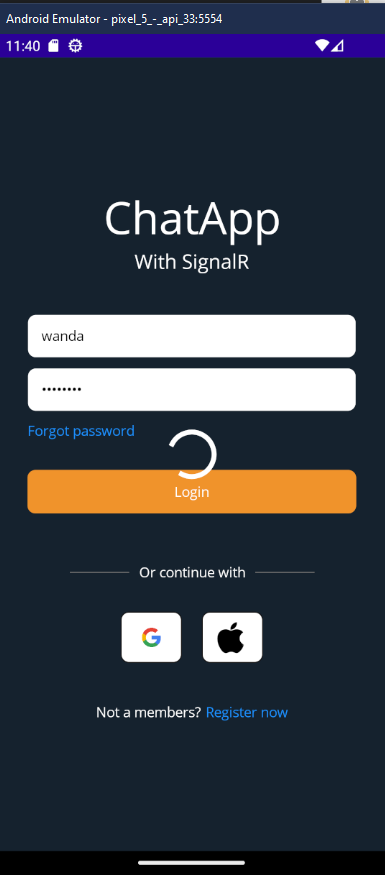 Android Emulator - pixel_5_-_api_33:5554
11:40
ChatApp
With SignalR
wanda
••••••••
Forgot password
Login
Or continue with
Not a members? Register now